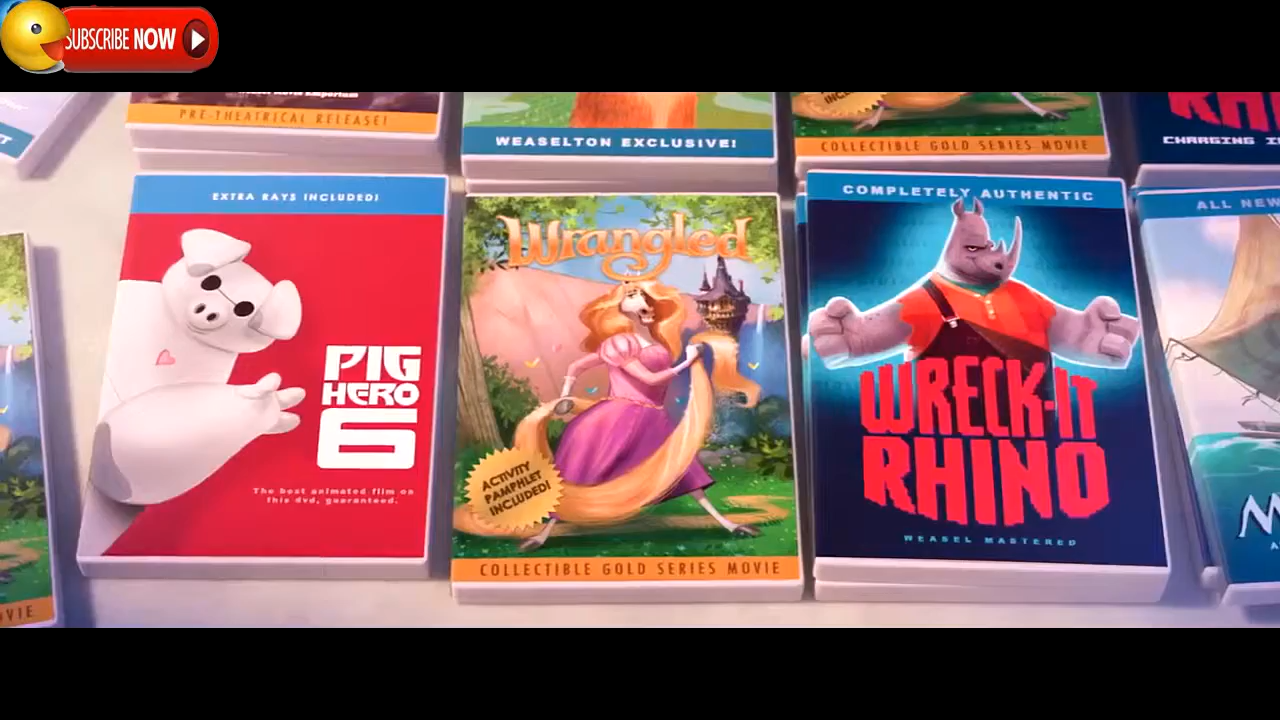 SUBSCRIBE NOW
PRE-THEATRICAL RELEASE!
WEASELTON EXCLUSIVE!
COLLECTIBLE GOLD SERIES MOVIE
RH
CHARGING
EXTRA RAYS INCLUDED!
PIG
HERO
6
The best animated film on
this dvd, guaranteed.
Wrangled
ACTIVITY
PAMPHLET
INCLUDED!
COLLECTIBLE GOLD SERIES MOVIE
COMPLETELY AUTHENTIC
WRECK-IT
RHINO
WEASEL MASTERED
ALL NEW
M
VIE